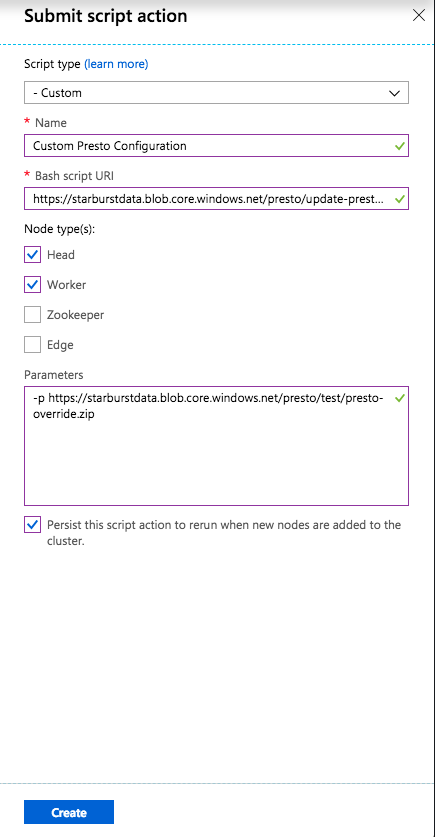 Submit script action
Script type (learn more)
- Custom
* Name
Custom Presto Configuration
* Bash script URI
https://starburstdata.blob.core.windows.net/presto/update-prest...
Node type(s):
Head
Worker
Zookeeper
Edge
Parameters
-p https://starburstdata.blob.core.windows.net/presto/test/presto-
override.zip
Persist this script action to rerun when new nodes are added to the
cluster.
Create